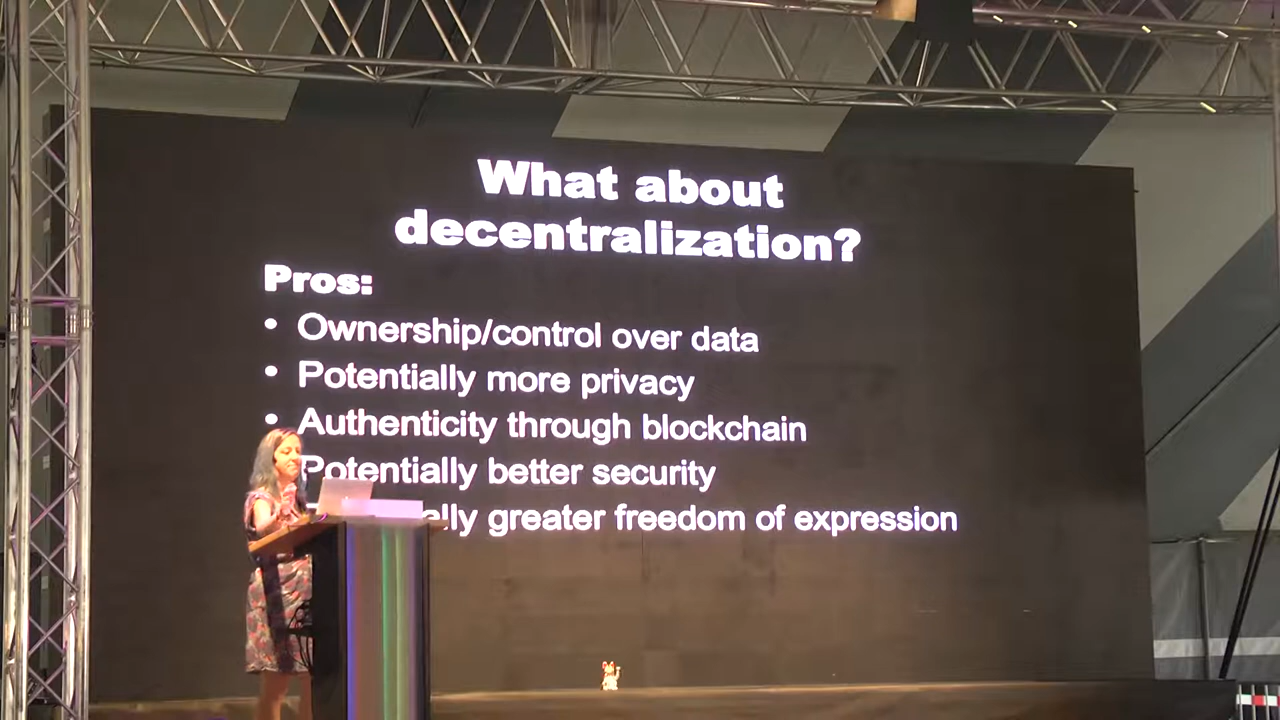 What about
decentralization?
Pros:
• Ownership/control over data
• Potentially more privacy
• Authenticity through blockchain
Potentially better security
greater freedom of expression